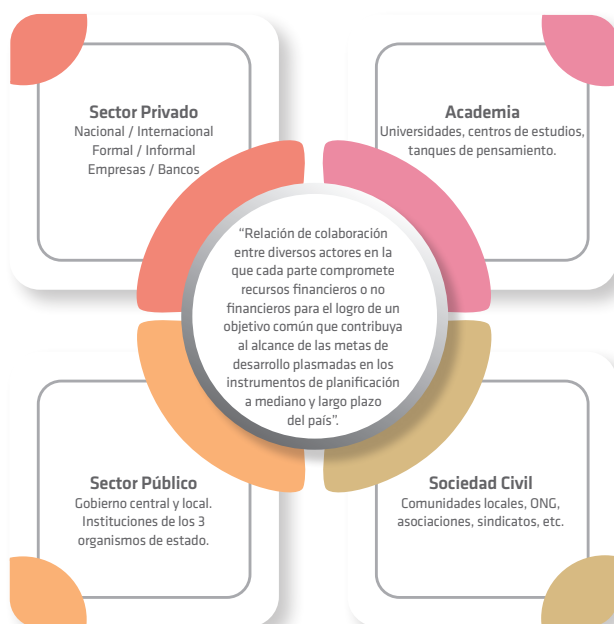 Sector Privado
Nacional / Internacional
Formal / Informal
Empresas / Bancos
Academia
Universidades, centros de estudios,
tanques de pensamiento.
“Relación de colaboración
entre diversos actores en la
que cada parte compromete
recursos financieros o no
financieros para el logro de un
objetivo común que contribuya
al alcance de las metas de
desarrollo plasmadas en los
instrumentos de planificación
a mediano y largo plazo
del país”.
Sector Público
Gobierno central y local.
Instituciones de los 3
organismos de estado.
Sociedad Civil
Comunidades locales, ONG,
asociaciones, sindicatos, etc.